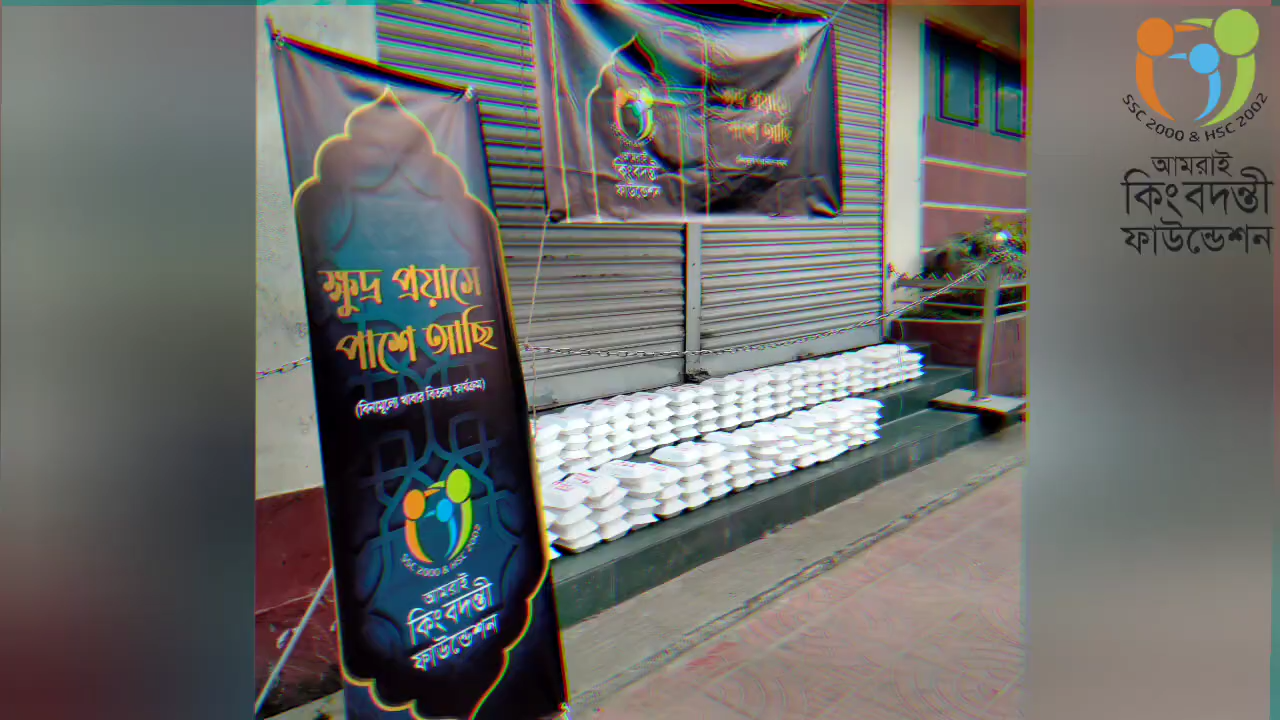 ক্ষুদ্র প্রয়াসে
পাশে আছি
(বিনামূল্যে খাবার বিতরণ কার্যক্রম)
SSC 2000 & HSC 2002
আমরাই
কিংবদন্তী
ফাউন্ডেশন
আমরাই
কিংবদন্তী
ফাউন্ডেশন
ক্ষুদ্র প্রয়াসে
পাশে আছি
SSC 2000 & HSC 2002
আমরাই
কিংবদন্তী
ফাউন্ডেশন